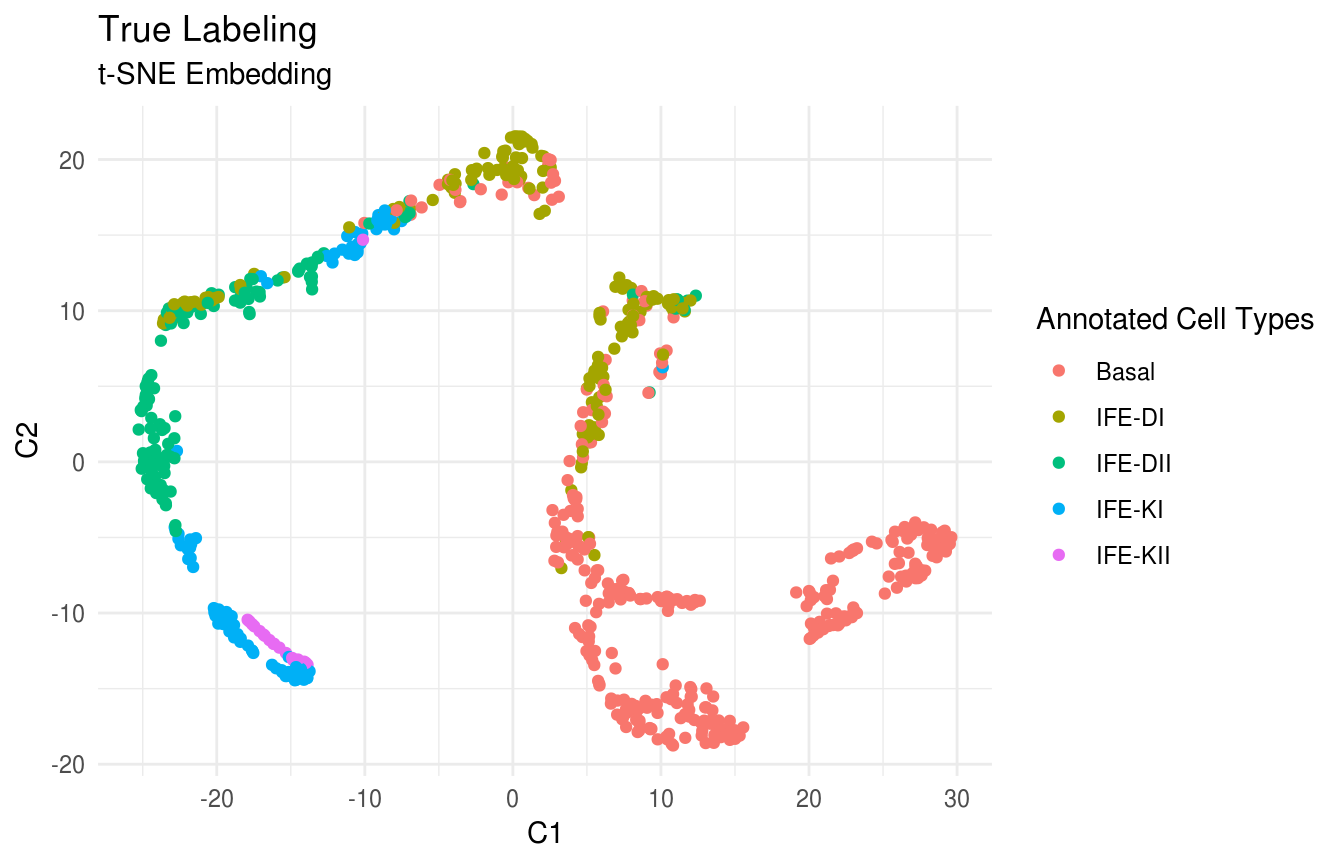 True Labeling
t-SNE Embedding
20
10
0
-10
-20
C2
-20
-10
0
10
20
30
C1
Annotated Cell Types
Basal
IFE-DI
IFE-DII
IFE-KI
IFE-KII